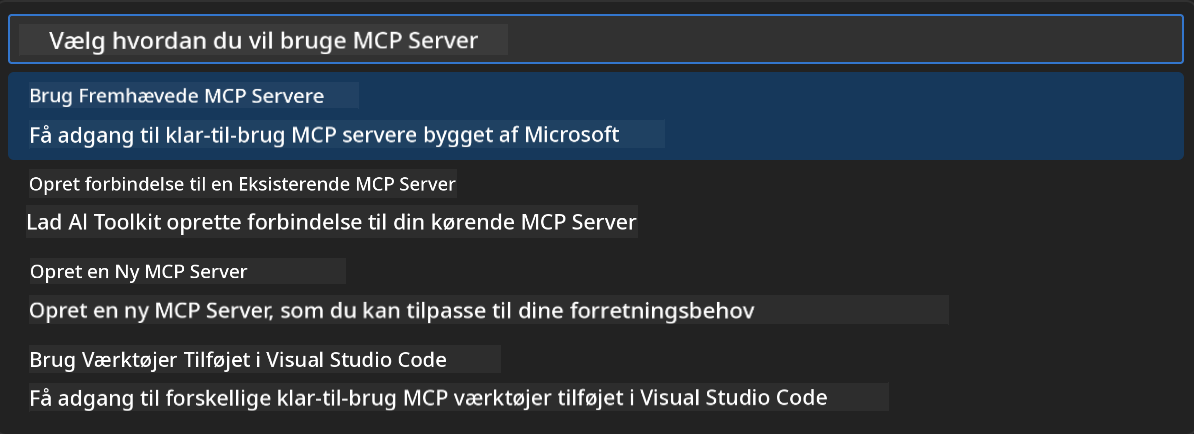 Vælg hvordan du vil bruge MCP Server
Brug Fremhævede MCP Servere
Få adgang til klar-til-brug MCP servere bygget af Microsoft
Opret forbindelse til en Eksisterende MCP Server
Lad AI Toolkit oprette forbindelse til din kørende MCP Server
Opret en Ny MCP Server
Opret en ny MCP Server, som du kan tilpasse til dine forretningsbehov
Brug Værktøjer Tilføjet i Visual Studio Code
Få adgang til forskellige klar-til-brug MCP værktøjer tilføjet i Visual Studio Code